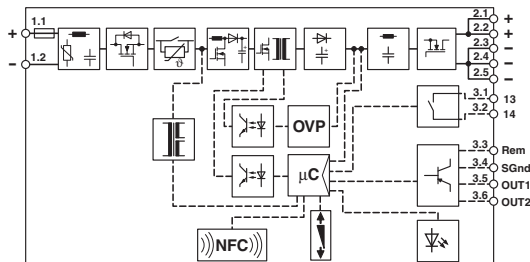 + 1.1
− 1.2
ϑ
+
+
2.1 +
2.2 +
2.3 −
2.4 −
2.5 −
OVP
µC
3.1 13
3.2 14
3.3 Rem
3.4 SGnd
3.5 OUT1
3.6 OUT2
NFC